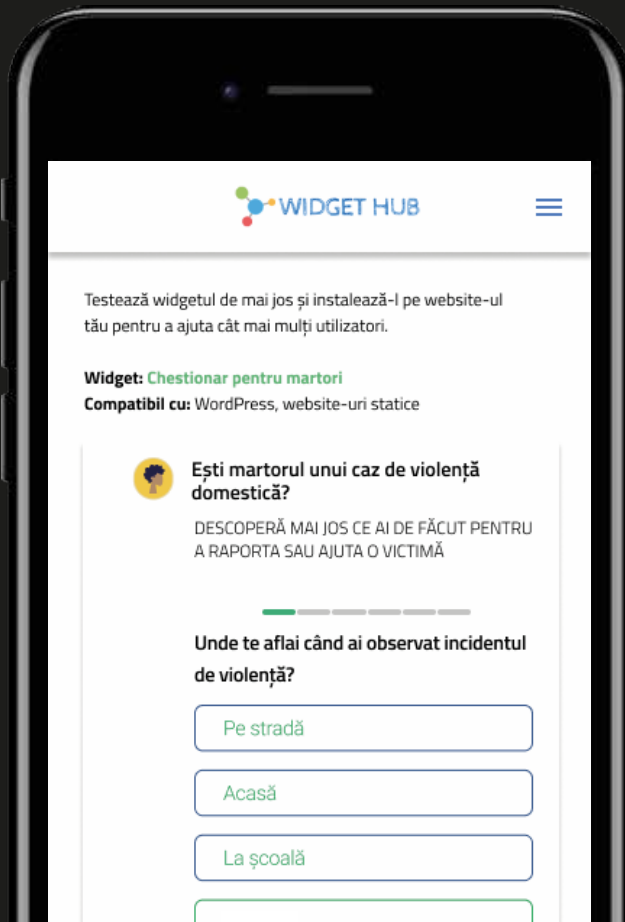 WIDGET HUB
Testează widgetul de mai jos și instalează-l pe website-ul
tău pentru a ajuta cât mai mulți utilizatori.
Widget: Chestionar pentru martori
Compatibil cu: WordPress, website-uri statice
Ești martorul unui caz de violență
domestică?
DESCOPERĂ MAI JOS CE AI DE FĂCUT PENTRU
A RAPORTA SAU AJUTA O VICTIMĂ
Unde te aflai când ai observat incidentul
de violență?
Pe stradă
Acasă
La școală